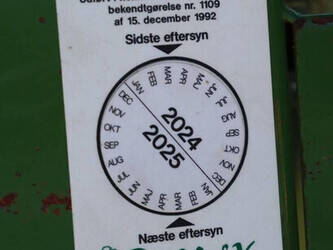 bekendtgørelse nr. 1109
af 15. december 1992
Sidste eftersyn
JAN FEB MAR APR MAJ JUN JUL AUG SEP OKT NOV DEC
2024
2025
JAN FEB MAR APR MAJ JUN JUL AUG SEP OKT NOV DEC
Næste eftersyn